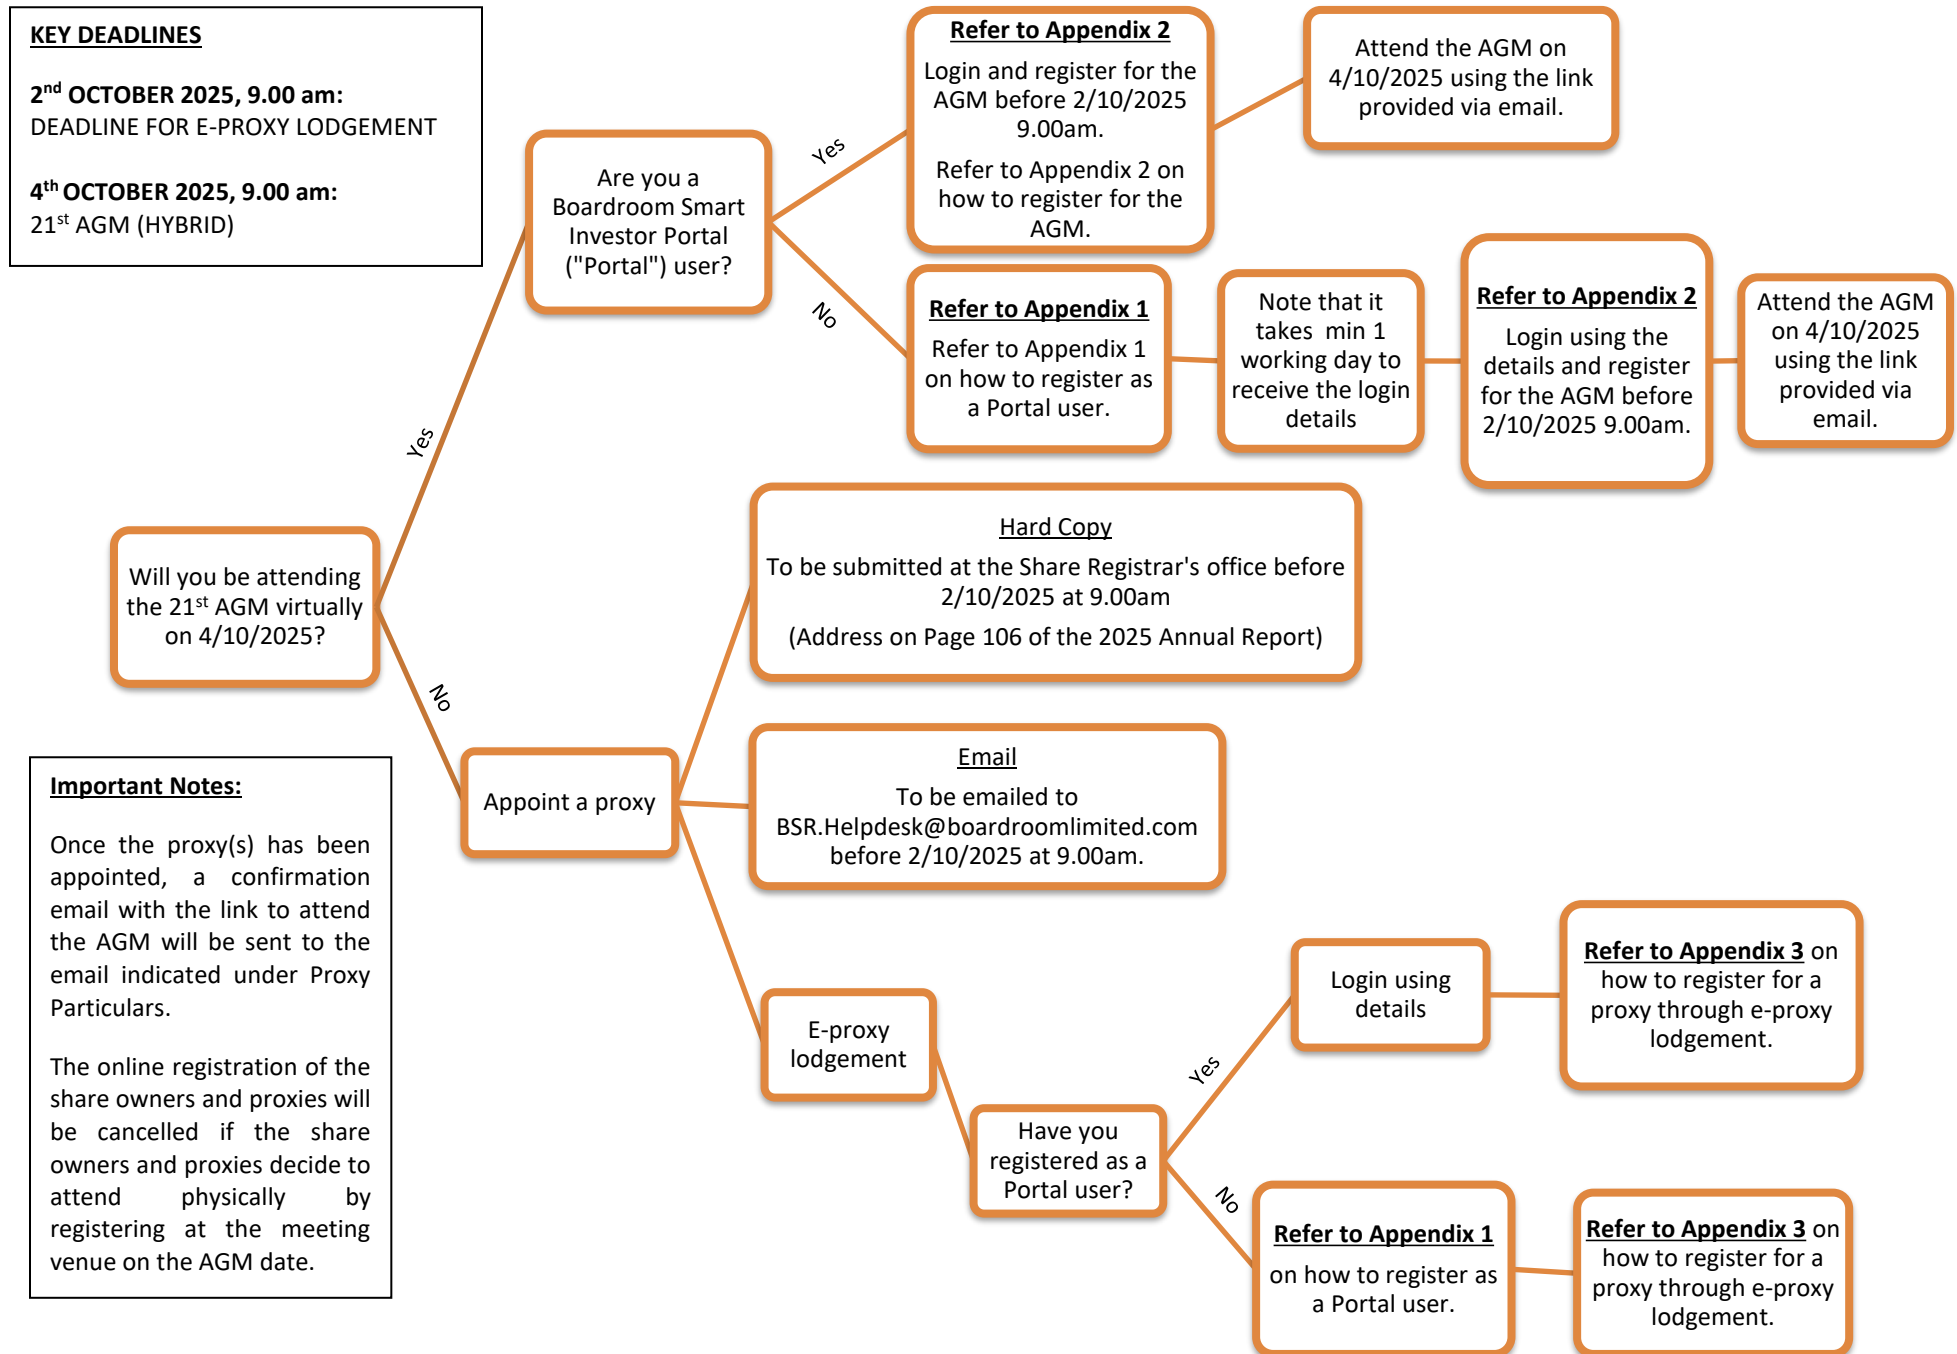 KEY DEADLINES
2nd OCTOBER 2025, 9.00 am:
DEADLINE FOR E-PROXY LODGEMENT
4th OCTOBER 2025, 9.00 am:
21st AGM (HYBRID)
Will you be attending
the 21st AGM virtually
on 4/10/2025?
Yes
Are you a
Boardroom Smart
Investor Portal
("Portal") user?
Yes
Refer to Appendix 2
Login and register for the
AGM before 2/10/2025
9.00am.
Refer to Appendix 2 on
how to register for the
AGM.
Attend the AGM on
4/10/2025 using the link
provided via email.
No
Refer to Appendix 1
Refer to Appendix 1
on how to register as
a Portal user.
Note that it
takes  min 1
working day to
receive the login
details
Refer to Appendix 2
Login using the
details and register
for the AGM before
2/10/2025 9.00am.
Attend the AGM
on 4/10/2025
using the link
provided via
email.
No
Appoint a proxy
Hard Copy
To be submitted at the Share Registrar's office before
2/10/2025 at 9.00am
(Address on Page 106 of the 2025 Annual Report)
Email
To be emailed to
BSR.Helpdesk@boardroomlimited.com
before 2/10/2025 at 9.00am.
E-proxy
lodgement
Have you
registered as a
Portal user?
Yes
Login using
details
Refer to Appendix 3 on
how to register for a
proxy through e-proxy
lodgement.
No
Refer to Appendix 1
on how to register as
a Portal user.
Refer to Appendix 3 on
how to register for a
proxy through e-proxy
lodgement.
Important Notes:
Once the proxy(s) has been
appointed, a confirmation
email with the link to attend
the AGM will be sent to the
email indicated under Proxy
Particulars.
The online registration of the
share owners and proxies will
be cancelled if the share
owners and proxies decide to
attend physically by
registering at the meeting
venue on the AGM date.